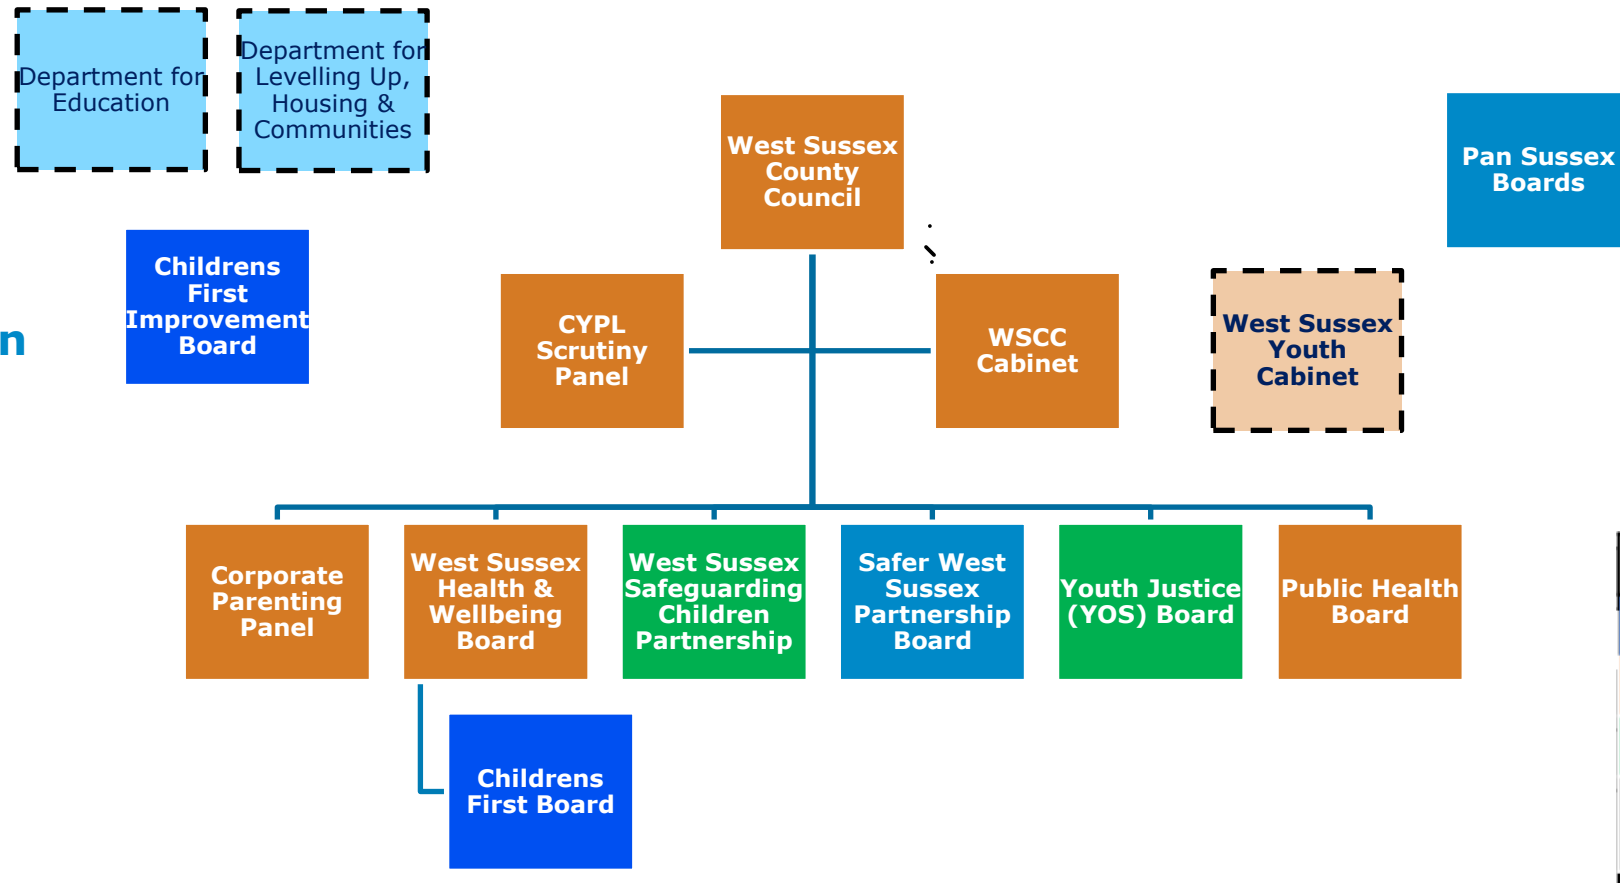 Department for
Education
Department for
Levelling Up,
Housing &
Communities
West Sussex
County
Council
Pan Sussex
Boards
Childrens
First
Improvement
Board
n
CYPL
Scrutiny
Panel
WSCC
Cabinet
West Sussex
Youth
Cabinet
Corporate
Parenting
Panel
West Sussex
Health &
Wellbeing
Board
West Sussex
Safeguarding
Children
Partnership
Safer West
Sussex
Partnership
Board
Youth Justice
(YOS) Board
Public Health
Board
Childrens
First Board